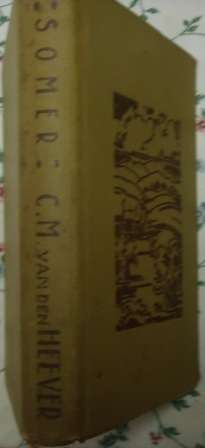 SOMER
C.M. VAN DEN HEEVER